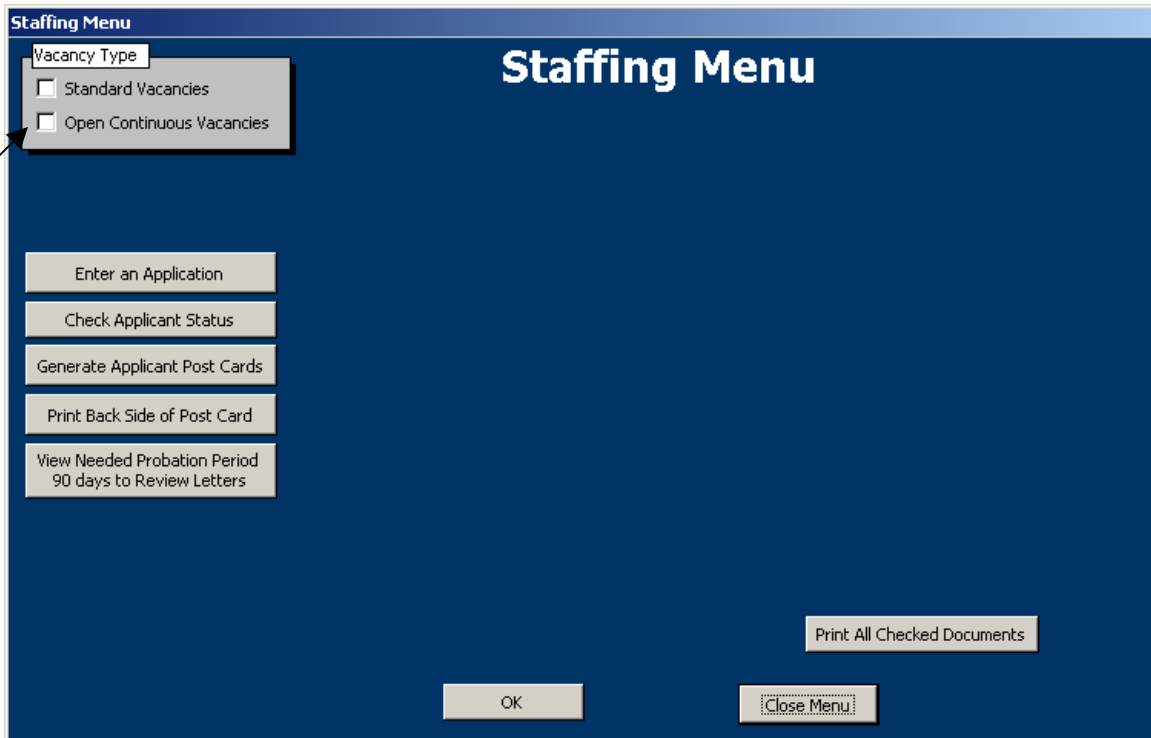 Staffing Menu
Vacancy Type
Standard Vacancies
Open Continuous Vacancies
Staffing Menu
Enter an Application
Check Applicant Status
Generate Applicant Post Cards
Print Back Side of Post Card
View Needed Probation Period
90 days to Review Letters
Print All Checked Documents
OK
Close Menu